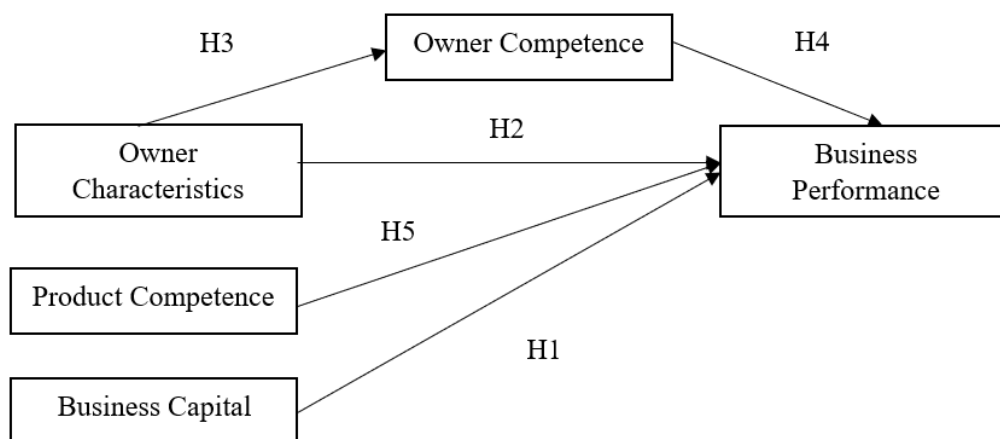 H3
Owner Competence
H4
Owner
Characteristics
H2
Business
Performance
H5
Product Competence
H1
Business Capital